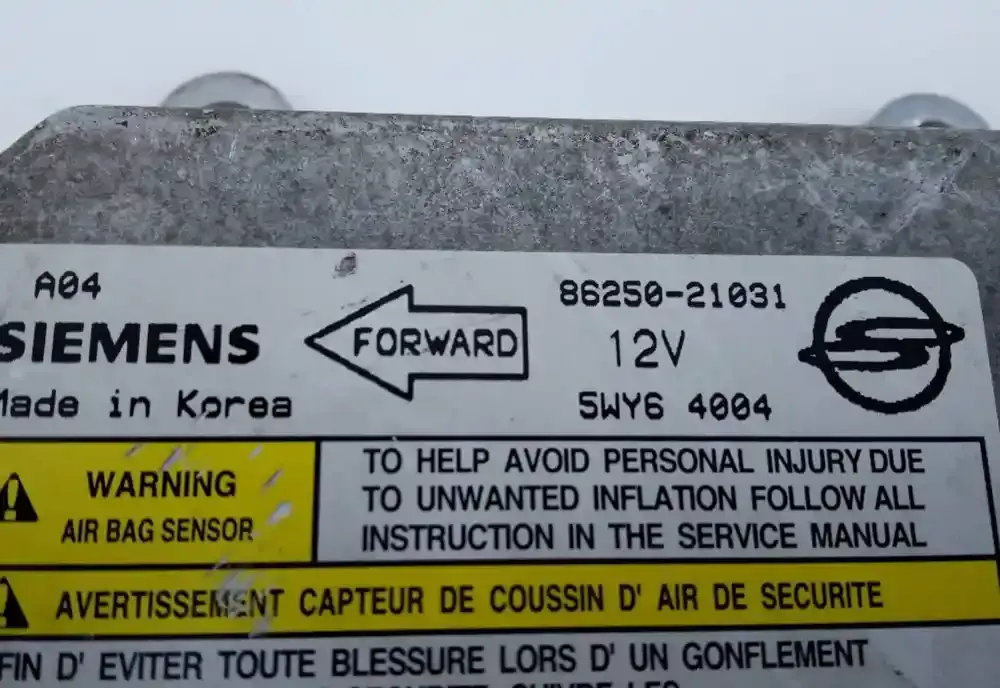 A04
SIEMENS
Made in Korea
FORWARD
86250-21031
12V
5WY6 4004
WARNING
AIR BAG SENSOR
TO HELP AVOID PERSONAL INJURY DUE
TO UNWANTED INFLATION FOLLOW ALL
INSTRUCTION IN THE SERVICE MANUAL
AVERTISSEMENT CAPTEUR DE COUSSIN D' AIR DE SECURITE
FIN D' EVITER TOUTE BLESSURE LORS D' UN GONFLEMENT